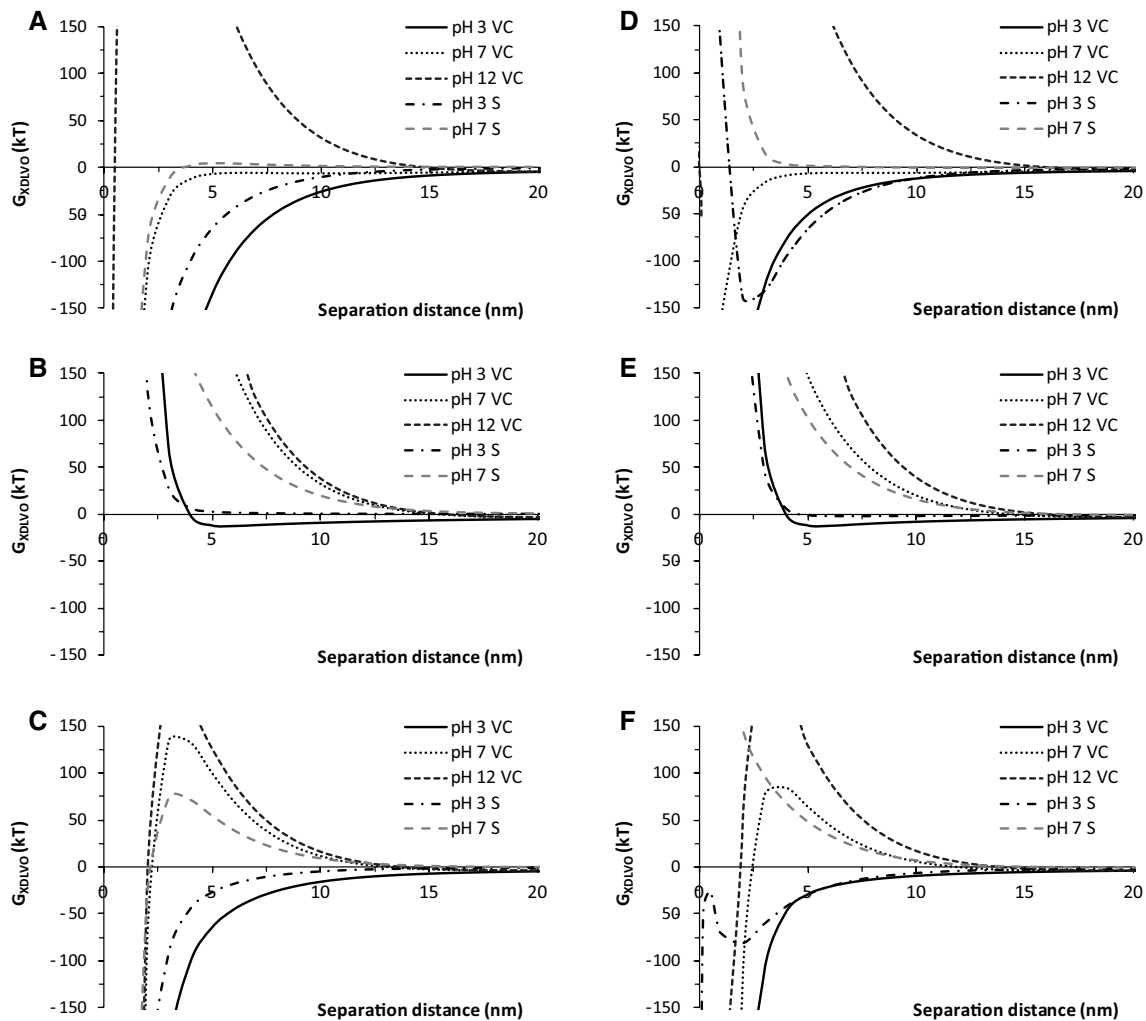 A
G_XDLVO (kT)
150
100
50
0
-50
-100
-150
0
5
10
15
20
Separation distance (nm)
pH 3 VC
pH 7 VC
pH 12 VC
pH 3 S
pH 7 S
D
G_XDLVO (kT)
150
100
50
0
-50
-100
-150
0
5
10
15
20
Separation distance (nm)
pH 3 VC
pH 7 VC
pH 12 VC
pH 3 S
pH 7 S
B
G_XDLVO (kT)
150
100
50
0
-50
-100
-150
0
5
10
15
20
Separation distance (nm)
pH 3 VC
pH 7 VC
pH 12 VC
pH 3 S
pH 7 S
E
G_XDLVO (kT)
150
100
50
0
-50
-100
-150
0
5
10
15
20
Separation distance (nm)
pH 3 VC
pH 7 VC
pH 12 VC
pH 3 S
pH 7 S
C
G_XDLVO (kT)
150
100
50
0
-50
-100
-150
0
5
10
15
20
Separation distance (nm)
pH 3 VC
pH 7 VC
pH 12 VC
pH 3 S
pH 7 S
F
G_XDLVO (kT)
150
100
50
0
-50
-100
-150
0
5
10
15
20
Separation distance (nm)
pH 3 VC
pH 7 VC
pH 12 VC
pH 3 S
pH 7 S